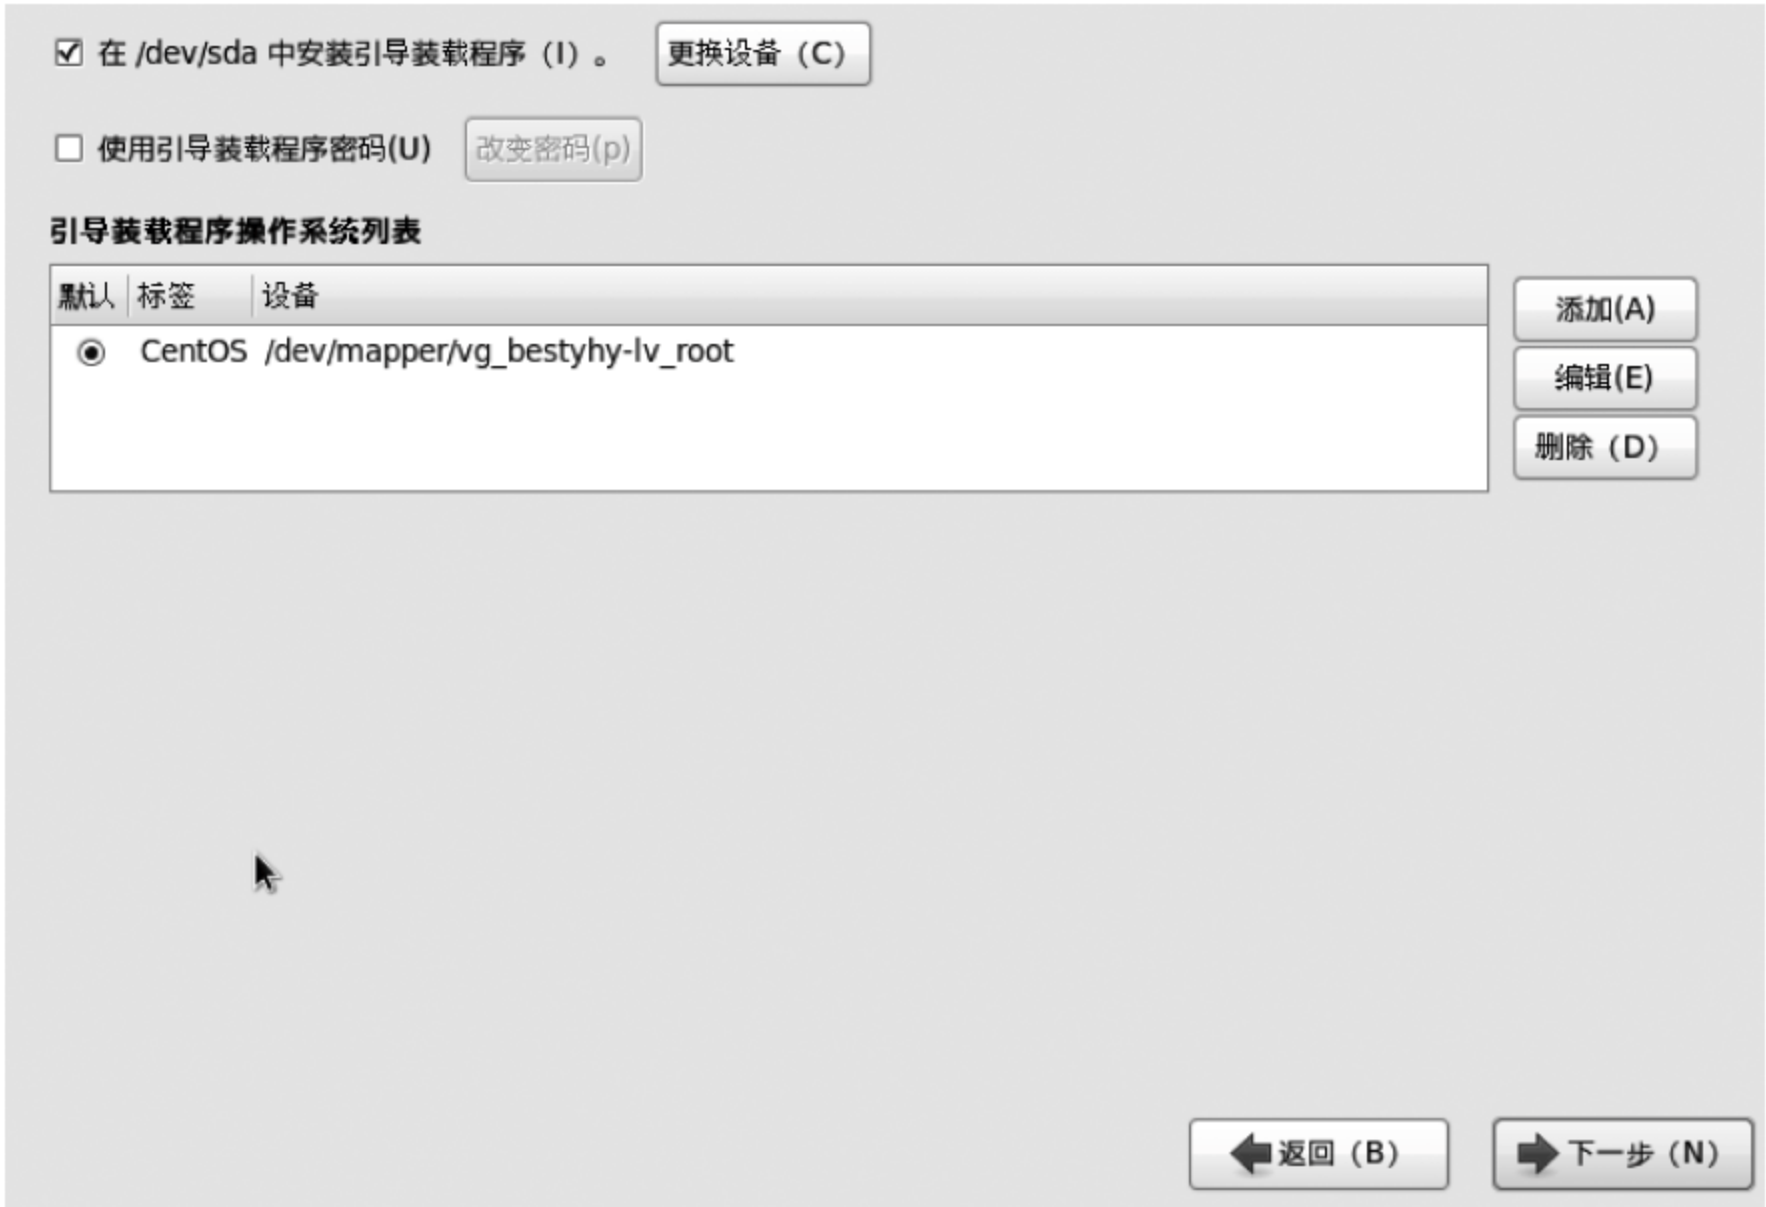 在 /dev/sda 中安装引导装载程序（I）。 更换设备（C）
使用引导装载程序密码(U) 改变密码(p)
引导装载程序操作系统列表
默认 标签 设备
CentOS /dev/mapper/vg_bestyhy-lv_root
添加(A)
编辑(E)
删除（D）
返回（B） 下一步（N）